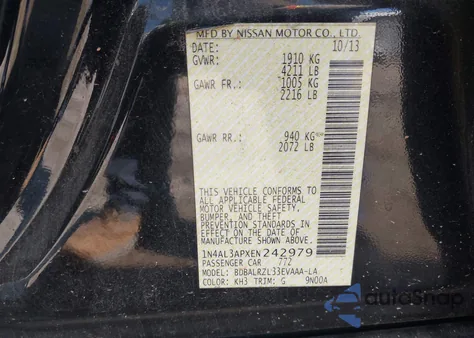 MFD BY NISSAN MOTOR CO., LTD.
DATE: 10/13
GVWR: 1910 KG
4211 LB
GAWR FR.: 1005 KG
2216 LB
GAWR RR.: 940 KG
2072 LB
THIS VEHICLE CONFORMS TO
ALL APPLICABLE FEDERAL
MOTOR VEHICLE SAFETY,
BUMPER, AND THEFT
PREVENTION STANDARDS IN
EFFECT ON THE DATE OF
MANUFACTURE SHOWN ABOVE.
1N4AL3APXEN242979
PASSENGER CAR 772
MODEL: BDBALRZL33EVAAA-LA
COLOR: KH3 TRIM: G 9N00A
autoSnap